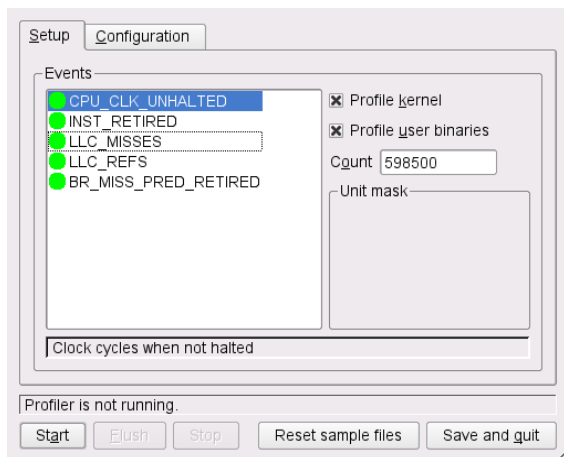 Setup Configuration
Events
CPU_CLK_UNHALTED
INST_RETIRED
LLC_MISSES
LLC_REFS
BR_MISS_PRED_RETIRED
Profile kernel
Profile user binaries
Count 598500
Unit mask
Clock cycles when not halted
Profiler is not running.
Start Flush Stop Reset sample files Save and quit